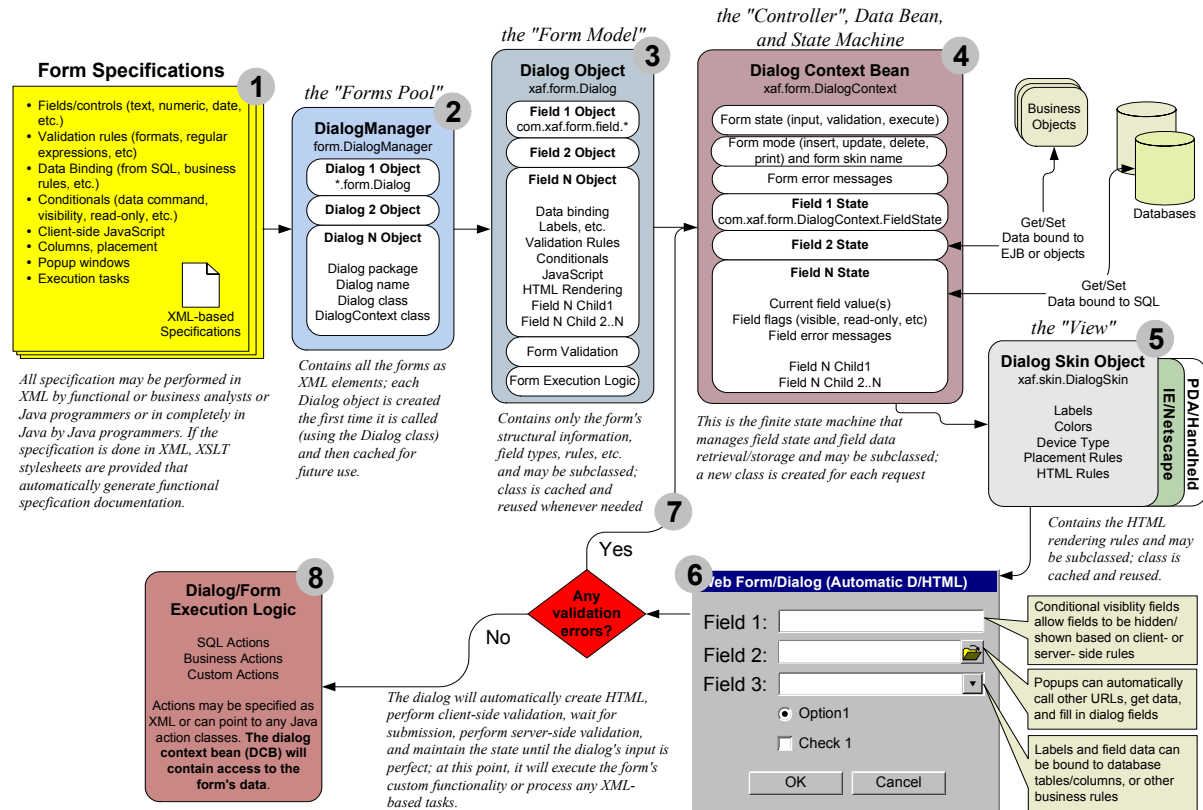 Form Specifications
1
• Fields/controls (text, numeric, date,
etc.)
• Validation rules (formats, regular
expressions, etc)
• Data Binding (from SQL, business
rules, etc.)
• Conditionals (data command,
visibility, read-only, etc.)
• Client-side JavaScript
• Columns, placement
• Popup windows
• Execution tasks
XML-based
Specifications
All specification may be performed in
XML by functional or business analysts or
Java programmers or in completely in
Java by Java programmers. If the
specification is done in XML, XSLT
stylesheets are provided that
automatically generate functional
specfication documentation.
the "Forms Pool"
2
DialogManager
form.DialogManager
Dialog 1 Object
*.form.Dialog
Dialog 2 Object
Dialog N Object
Dialog package
Dialog name
Dialog class
DialogContext class
Contains all the forms as
XML elements; each
Dialog object is created
the first time it is called
(using the Dialog class)
and then cached for
future use.
the "Form Model"
3
Dialog Object
xaf.form.Dialog
Field 1 Object
com.xaf.form.field.*
Field 2 Object
Field N Object
Data binding
Labels, etc.
Validation Rules
Conditionals
JavaScript
HTML Rendering
Field N Child1
Field N Child 2..N
Form Validation
Form Execution Logic
Contains only the form's
structural information,
field types, rules, etc.
and may be subclassed;
class is cached and
reused whenever needed
the "Controller", Data Bean,
and State Machine
4
Dialog Context Bean
xaf.form.DialogContext
Form state (input, validation, execute)
Form mode (insert, update, delete,
print) and form skin name
Form error messages
Field 1 State
com.xaf.form.DialogContext.FieldState
Field 2 State
Field N State
Current field value(s)
Field flags (visible, read-only, etc)
Field error messages
Field N Child1
Field N Child 2..N
This is the finite state machine that
manages field state and field data
retrieval/storage and may be subclassed;
a new class is created for each request
Business
Objects
Databases
Get/Set
Data bound to
EJB or objects
Get/Set
Data bound to SQL
the "View"
5
Dialog Skin Object
xaf.skin.DialogSkin
Labels
Colors
Device Type
Placement Rules
HTML Rules
IE/Netscape
PDA/Handheld
Contains the HTML
rendering rules and may
be subclassed; class is
cached and reused.
6
Web Form/Dialog (Automatic D/HTML)
Field 1:
Field 2:
Field 3:
Option1
Check 1
OK
Cancel
Conditional visiblity fields
allow fields to be hidden/
shown based on client- or
server- side rules
Popups can automatically
call other URLs, get data,
and fill in dialog fields
Labels and field data can
be bound to database
tables/columns, or other
business rules
7
Yes
Any
validation
errors?
No
The dialog will automatically create HTML,
perform client-side validation, wait for
submission, perform server-side validation,
and maintain the state until the dialog's input is
perfect; at this point, it will execute the form's
custom functionality or process any XML-
based tasks.
8
Dialog/Form
Execution Logic
SQL Actions
Business Actions
Custom Actions
Actions may be specified as
XML or can point to any Java
action classes. The dialog
context bean (DCB) will
contain access to the
form's data.